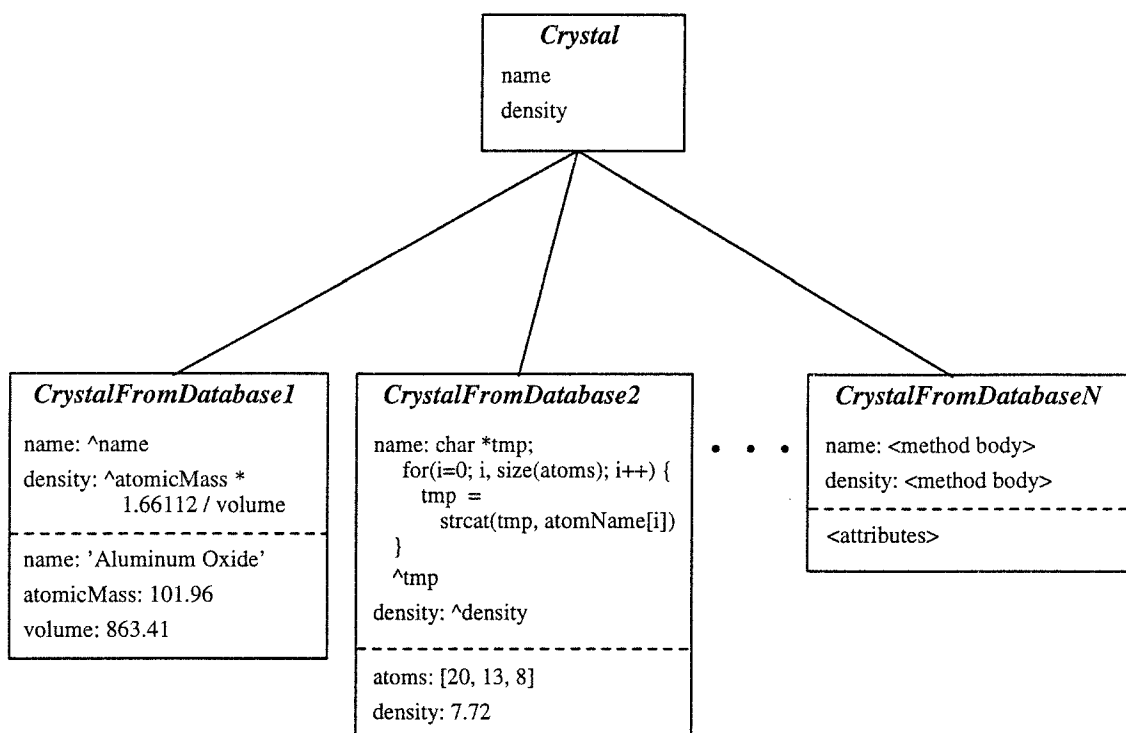 Crystal
name
density
CrystalFromDatabase1
name: ^name
density: ^atomicMass *
1.66112 / volume
name: 'Aluminum Oxide'
atomicMass: 101.96
volume: 863.41
CrystalFromDatabase2
name: char *tmp;
for(i=0; i, size(atoms); i++) {
tmp =
strcat(tmp, atomName[i])
}
^tmp
density: ^density
atoms: [20, 13, 8]
density: 7.72
• • •
CrystalFromDatabaseN
name: <method body>
density: <method body>
<attributes>